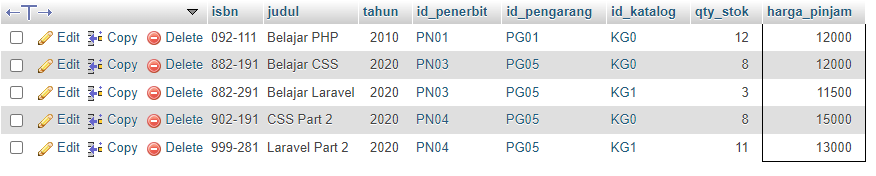 isbn judul tahun id_penerbit id_pengarang id_katalog qty_stok harga_pinjam
Edit Copy Delete 092-111 Belajar PHP 2010 PN01 PG01 KG0 12 12000
Edit Copy Delete 882-191 Belajar CSS 2020 PN03 PG05 KG0 8 12000
Edit Copy Delete 882-291 Belajar Laravel 2020 PN03 PG05 KG1 3 11500
Edit Copy Delete 902-191 CSS Part 2 2020 PN04 PG05 KG0 8 15000
Edit Copy Delete 999-281 Laravel Part 2 2020 PN04 PG05 KG1 11 13000